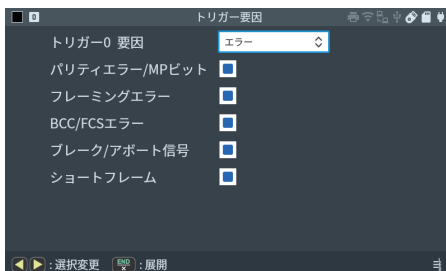 0 トリガー要因
トリガー0 要因 エラー
パリティエラー/MPビット
フレーミングエラー
BCC/FCSエラー
ブレーク/アボート信号
ショートフレーム
:選択変更 END :展開